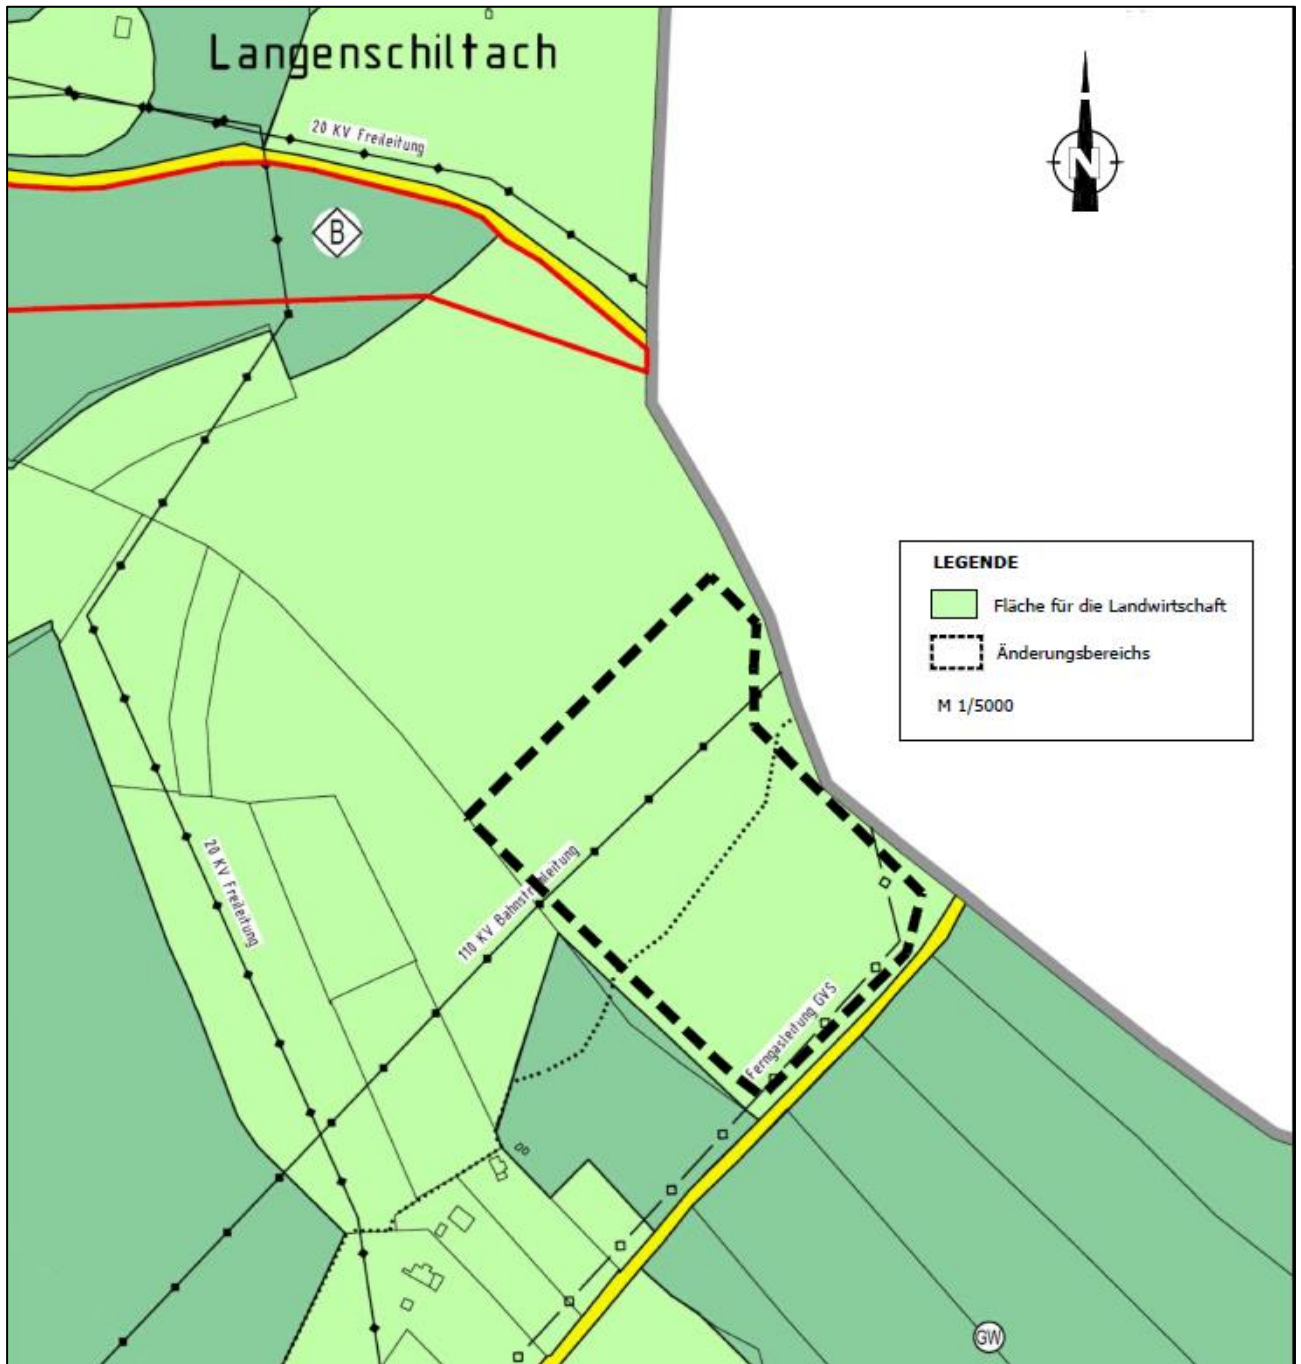 Langenschiltach
20 KV Freileitung
N
B
LEGENDE
Fläche für die Landwirtschaft
Änderungsbereichs
M 1/5000
20 KV Freileitung
110 KV Bahnstromleitung
Ferngasleitung GVS
GW